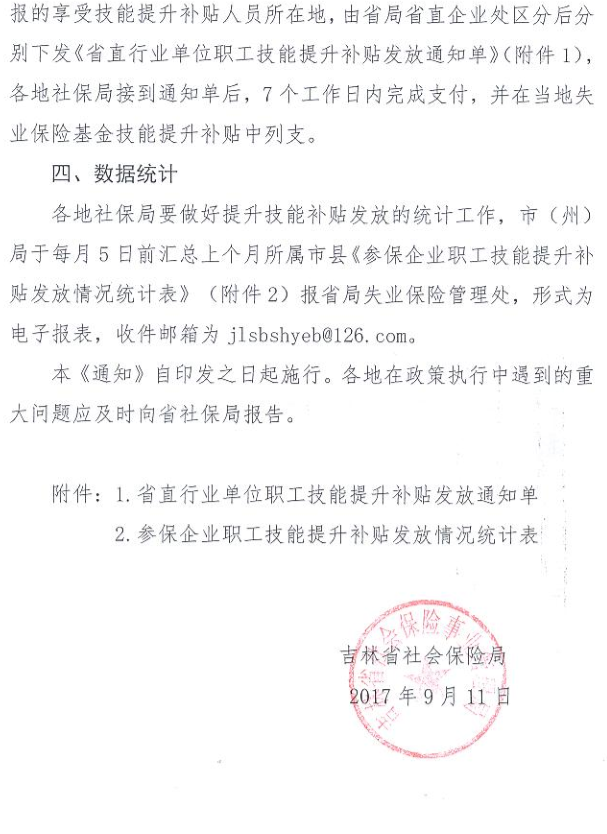 报的享受技能提升补贴人员所在地，由省局省直企业处区分后分
别下发《省直行业单位职工技能提升补贴发放通知单》（附件1），
各地社保局接到通知单后，7个工作日内完成支付，并在当地失
业保险基金技能提升补贴中列支。
四、数据统计
各地社保局要做好提升技能补贴发放的统计工作，市（州）
局于每月5日前汇总上个月所属市县《参保企业职工技能提升补
贴发放情况统计表》（附件2）报省局失业保险管理处，形式为
电子报表，收件邮箱为 jlsbshyeb@126.com。
本《通知》自印发之日起施行。各地在政策执行中遇到的重
大问题应及时向省社保局报告。
附件：1.省直行业单位职工技能提升补贴发放通知单
2.参保企业职工技能提升补贴发放情况统计表
吉林省社会保险局
2017年9月11日